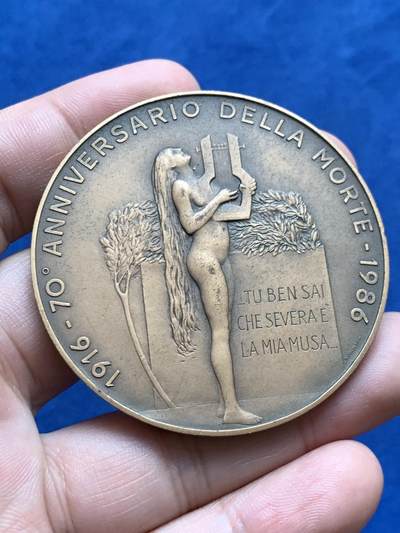 1916 - 70° ANNIVERSARIO DELLA MORTE - 1986
..TU BEN SAI
CHE SEVERA È
LA MIA MUSA...